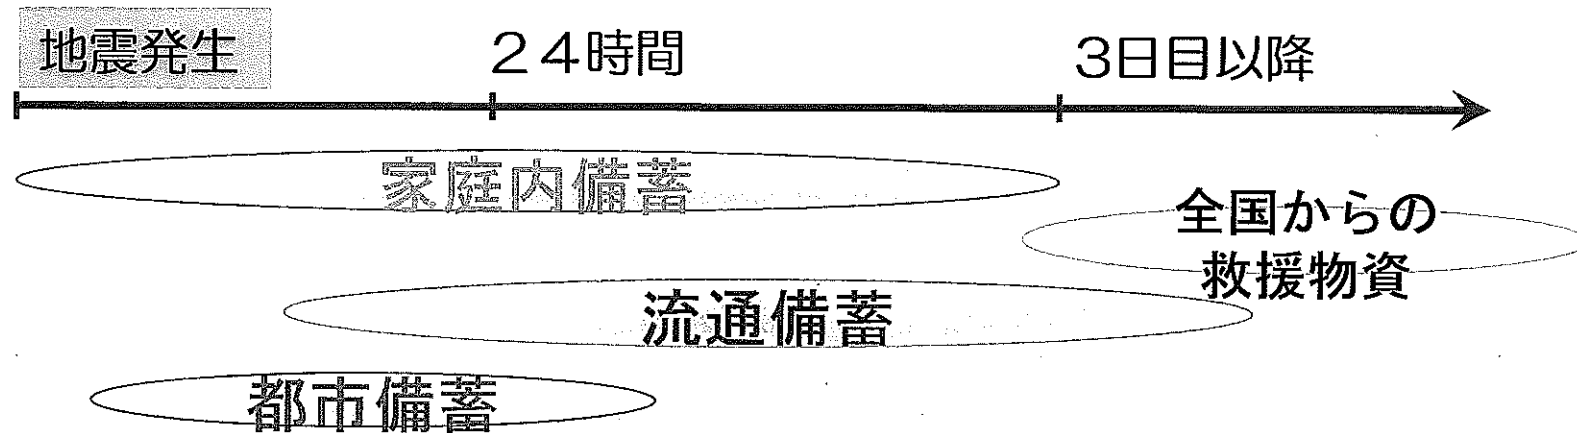 地震発生
２４時間
3日目以降
家庭内備蓄
全国からの
救援物資
流通備蓄
都市備蓄